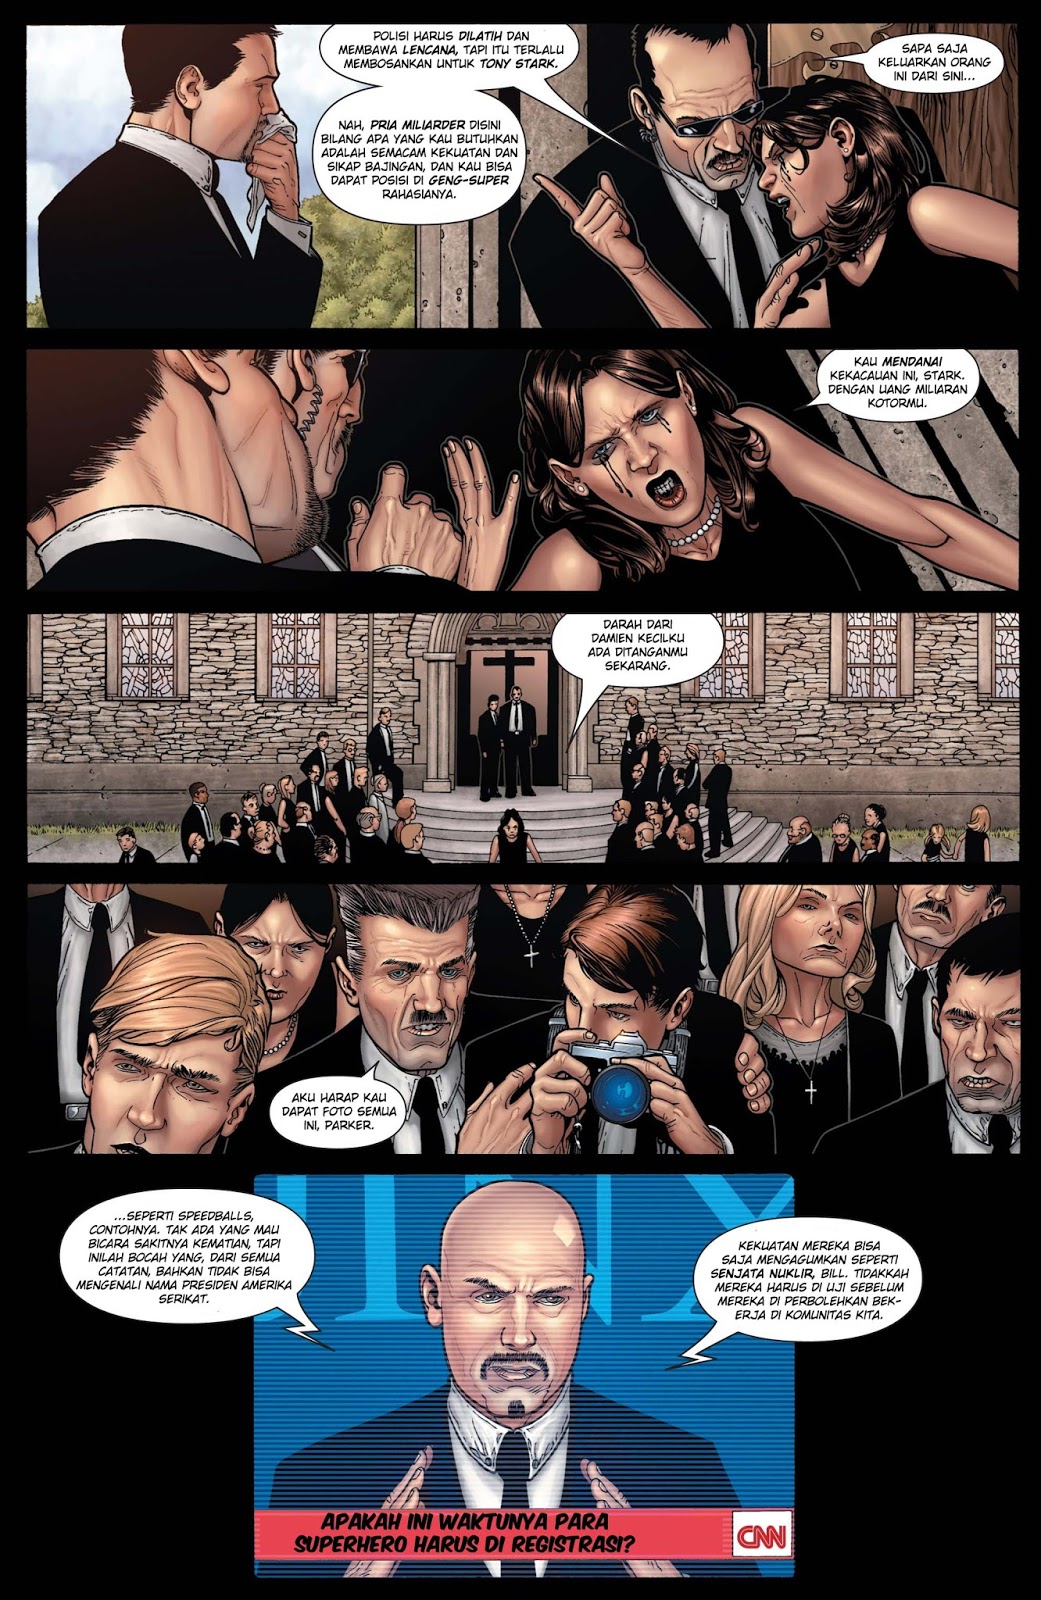 POLISI HARUS DILATIH DAN
MEMBAWA LENCANA, TAPI ITU TERLALU
MEMBOSANKAN UNTUK TONY STARK.
NAH, PRIA MILIARDER DISINI
BILANG APA YANG KAU BUTUHKAN
ADALAH SEMACAM KEKUATAN DAN
SIKAP BAJINGAN, DAN KAU BISA
DAPAT POSISI DI GENG-SUPER
RAHASIANYA.
SAPA SAJA
KELUARKAN ORANG
INI DARI SINI...
KAU MENDANAI
KEKACAUAN INI, STARK.
DENGAN UANG MILIARAN
KOTORMU.
DARAH DARI
DAMIEN KECILKU
ADA DITANGANMU
SEKARANG.
AKU HARAP KAU
DAPAT FOTO SEMUA
INI, PARKER.
...SEPERTI SPEEDBALLS,
CONTOHNYA. TAK ADA YANG MAU
BICARA SAKITNYA KEMATIAN, TAPI
INILAH BOCAH YANG, DARI SEMUA
CATATAN, BAHKAN TIDAK BISA
MENGENALI NAMA PRESIDEN AMERIKA
SERIKAT.
KEKUATAN MEREKA BISA
SAJA MENGAGUMKAN SEPERTI
SENJATA NUKLIR, BILL. TIDAKKAH
MEREKA HARUS DI UJI SEBELUM
MEREKA DI PERBOLEHKAN BEK-
ERJA DI KOMUNITAS KITA.
APAKAH INI WAKTUNYA PARA
SUPERHERO HARUS DI REGISTRASI?
CNN